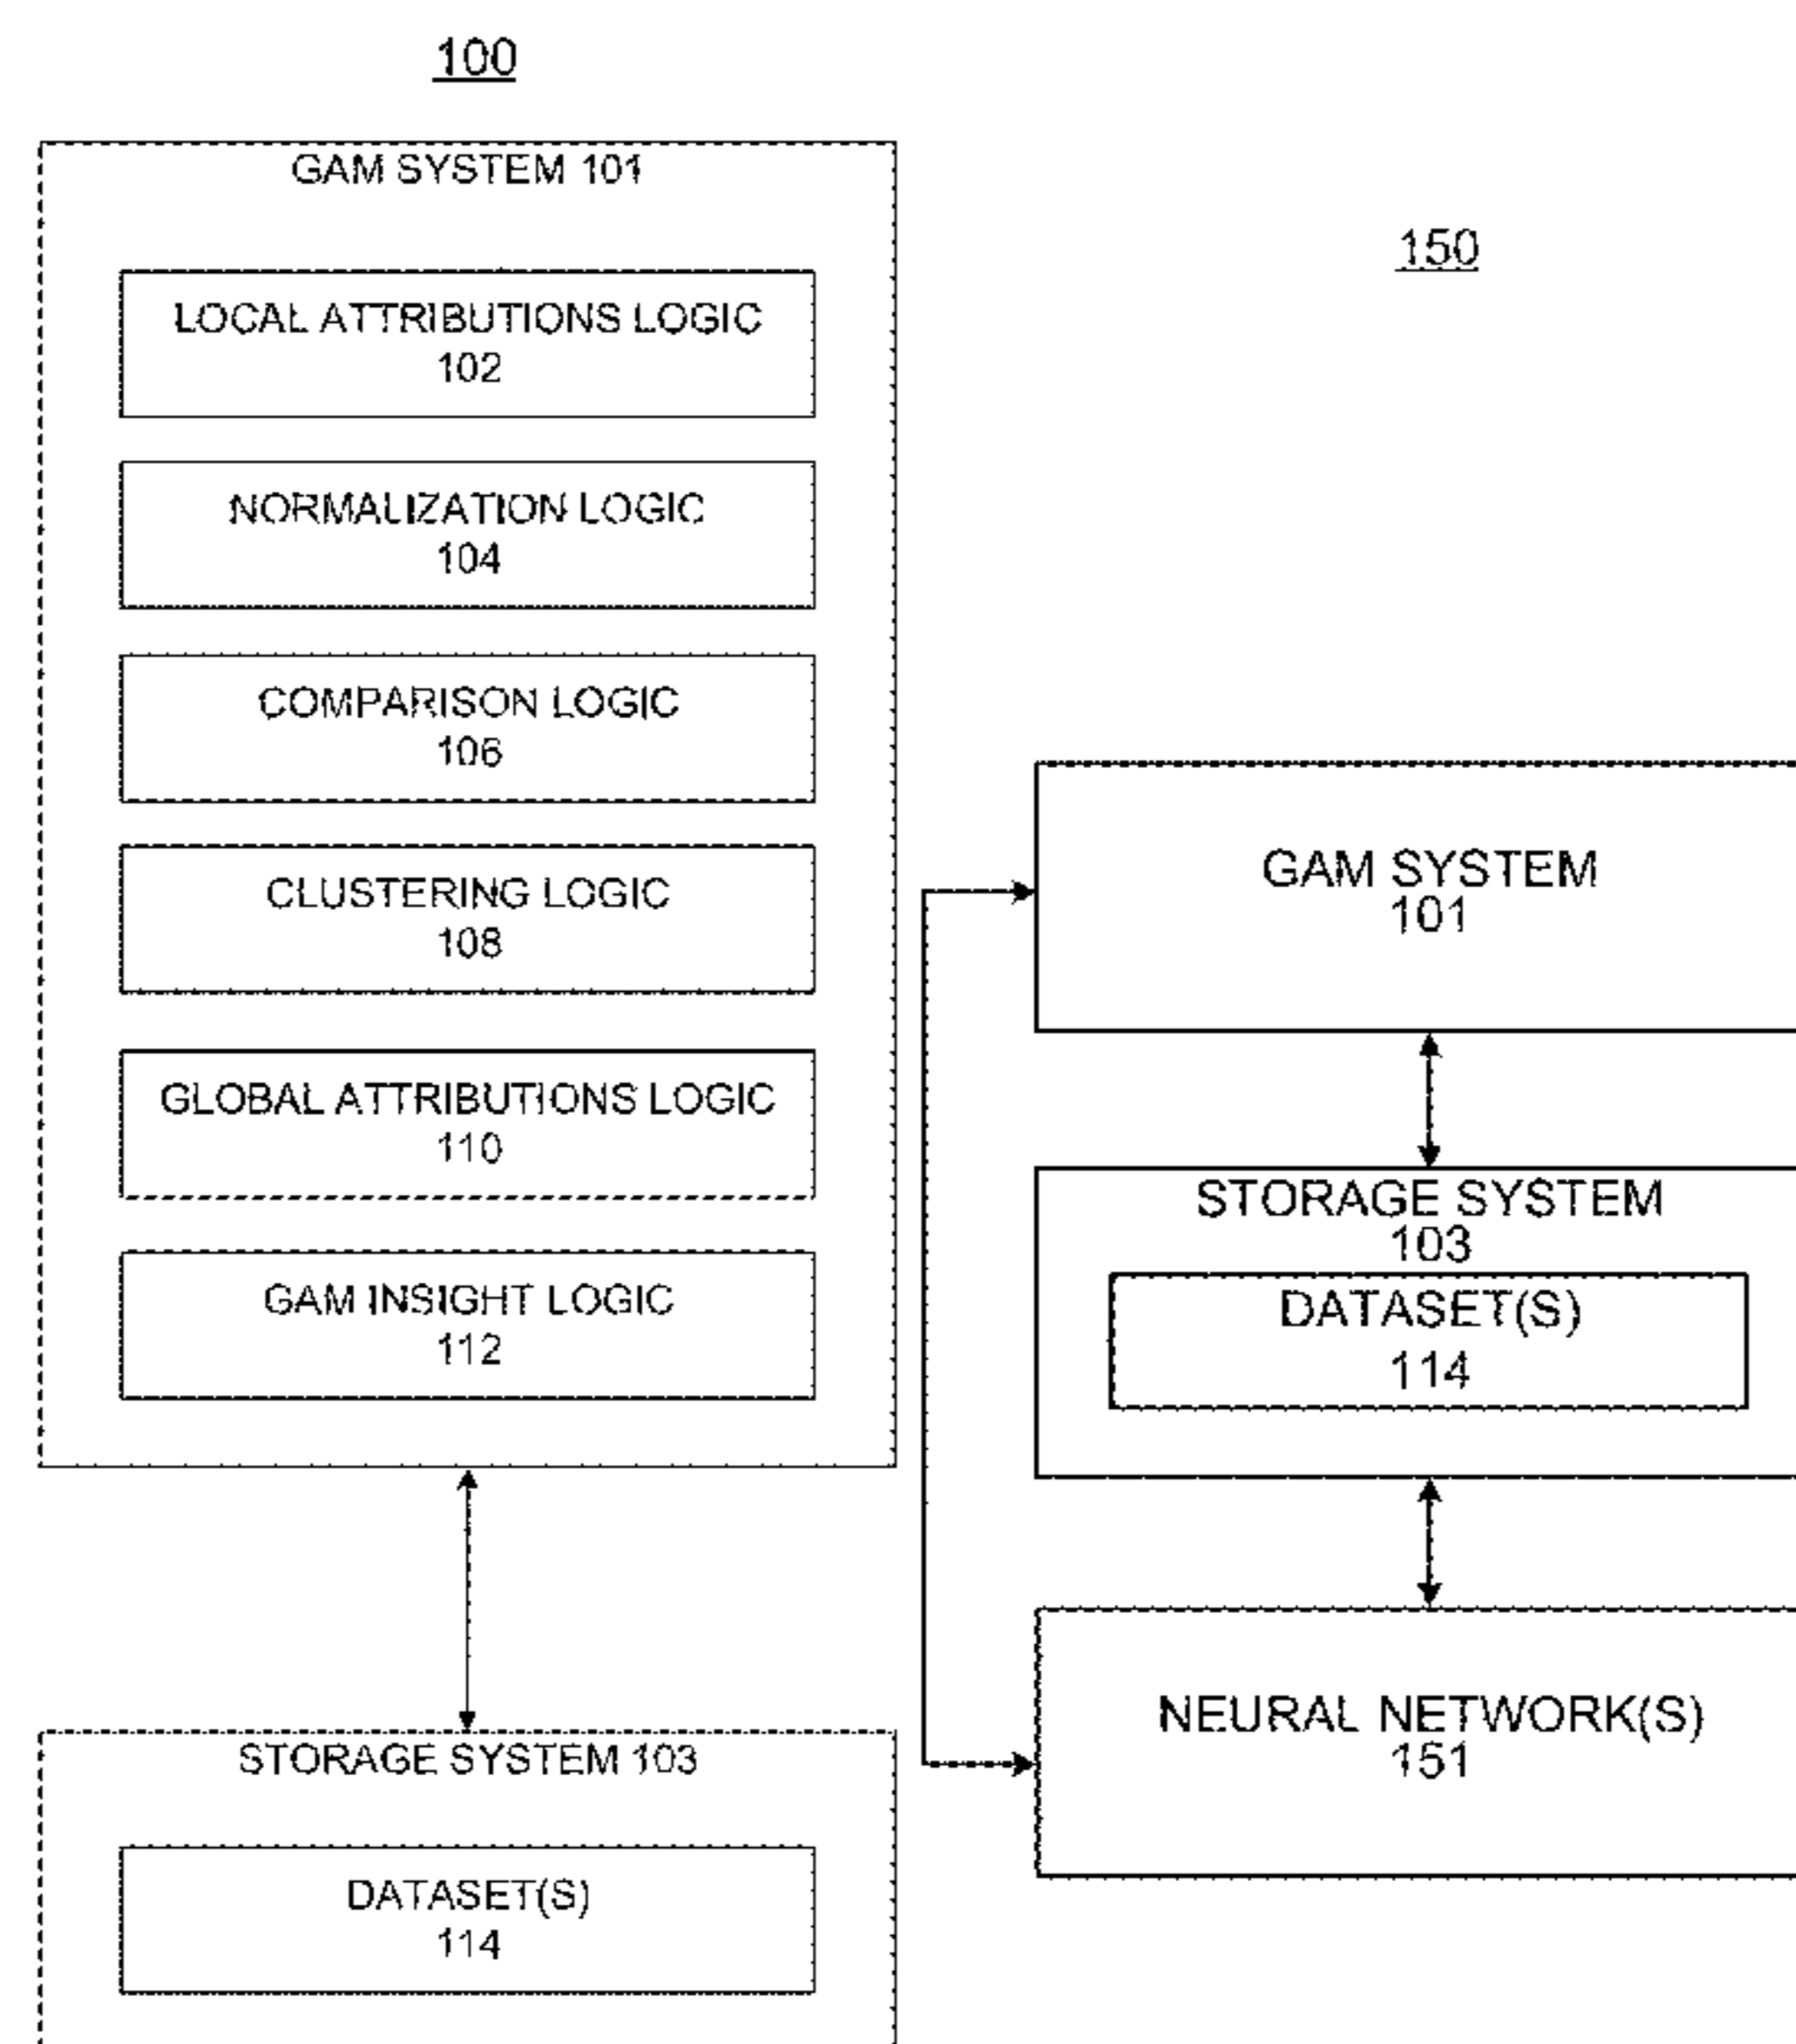 100
GAM SYSTEM 101
LOCAL ATTRIBUTIONS LOGIC
102
NORMALIZATION LOGIC
104
COMPARISON LOGIC
106
CLUSTERING LOGIC
108
GLOBAL ATTRIBUTIONS LOGIC
110
GAM INSIGHT LOGIC
112
STORAGE SYSTEM 103
DATASET(S)
114
150
GAM SYSTEM
101
STORAGE SYSTEM
103
DATASET(S)
114
NEURAL NETWORK(S)
151